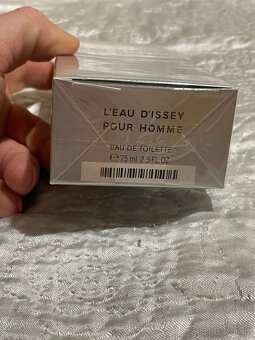 L'EAU D'ISSEY
POUR HOMME
EAU DE TOILETTE
℮ 75 ml 2.5 FL.OZ